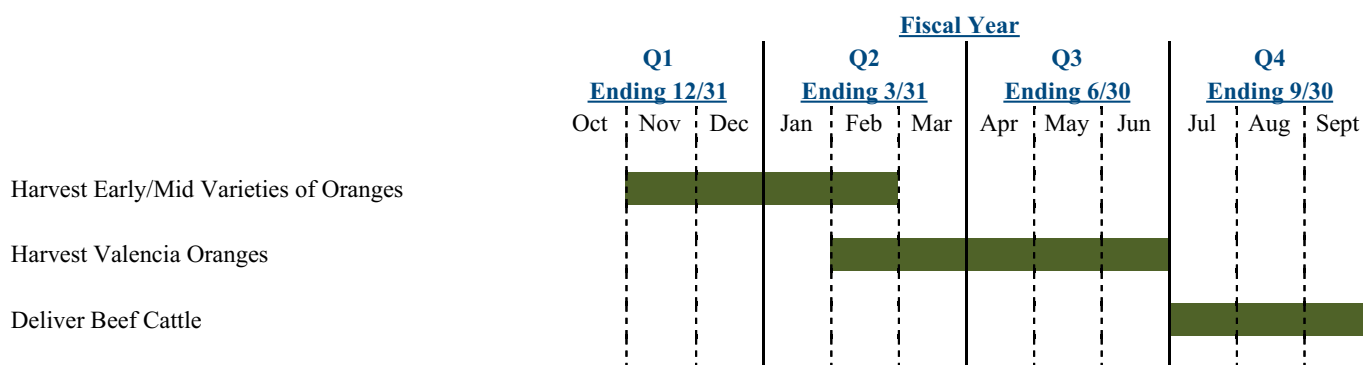 Fiscal Year
Q1 Q2 Q3 Q4
Ending 12/31 Ending 3/31 Ending 6/30 Ending 9/30
Oct Nov Dec Jan Feb Mar Apr May Jun Jul Aug Sept
Harvest Early/Mid Varieties of Oranges
Harvest Valencia Oranges
Deliver Beef Cattle